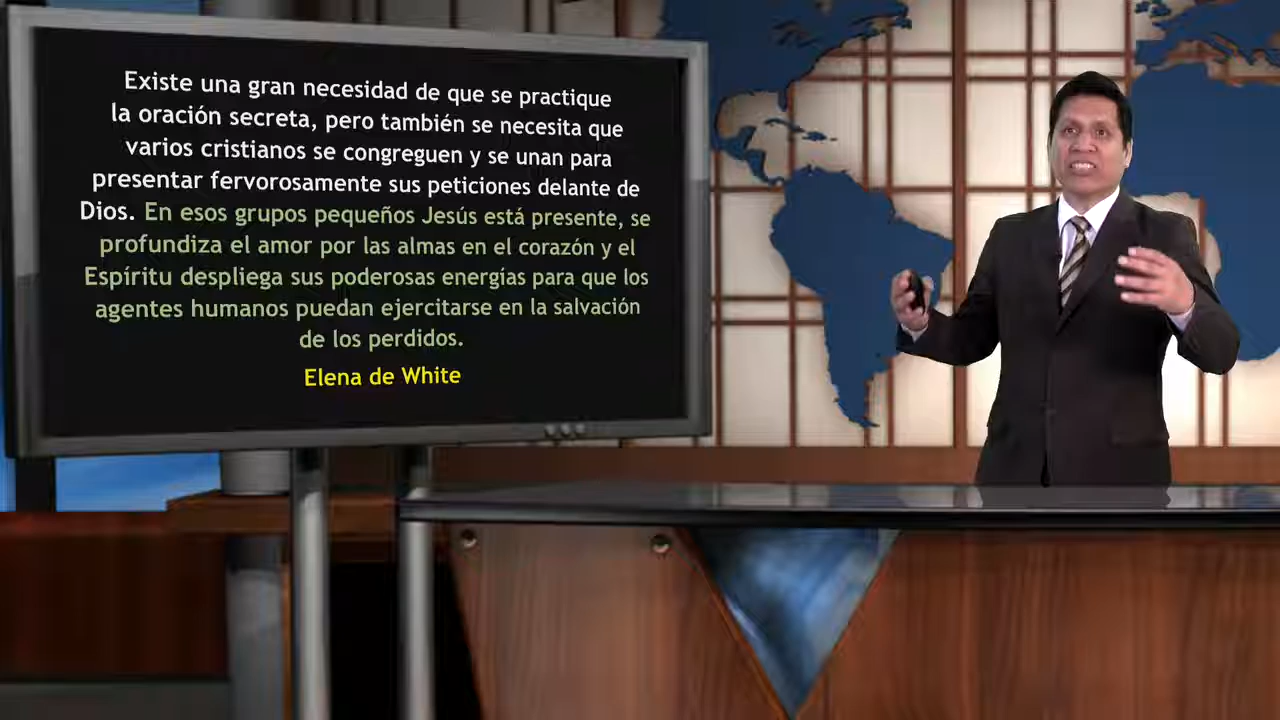 Existe una gran necesidad de que se practique
la oración secreta, pero también se necesita que
varios cristianos se congreguen y se unan para
presentar fervorosamente sus peticiones delante de
Dios. En esos grupos pequeños Jesús está presente, se
profundiza el amor por las almas en el corazón y el
Espíritu despliega sus poderosas energías para que los
agentes humanos puedan ejercitarse en la salvación
de los perdidos.
Elena de White